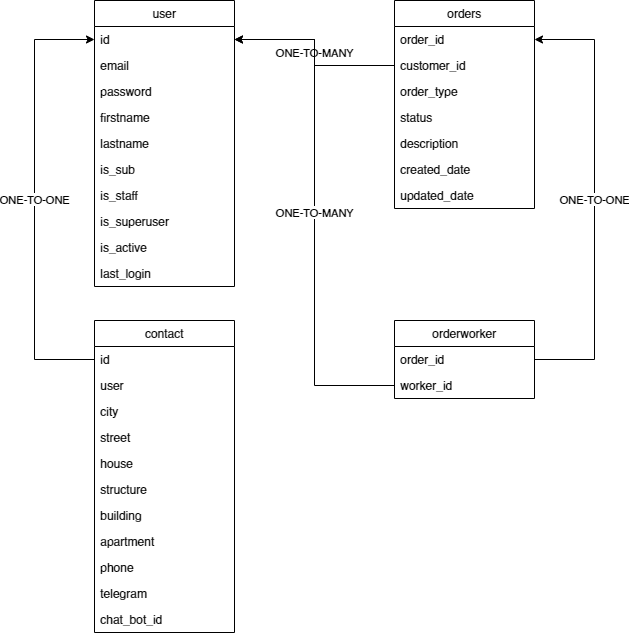 user
id
email
password
firstname
lastname
is_sub
is_staff
is_superuser
is_active
last_login
orders
order_id
customer_id
order_type
status
description
created_date
updated_date
ONE-TO-MANY
ONE-TO-ONE
ONE-TO-MANY
ONE-TO-ONE
contact
id
user
city
street
house
structure
building
apartment
phone
telegram
chat_bot_id
orderworker
order_id
worker_id